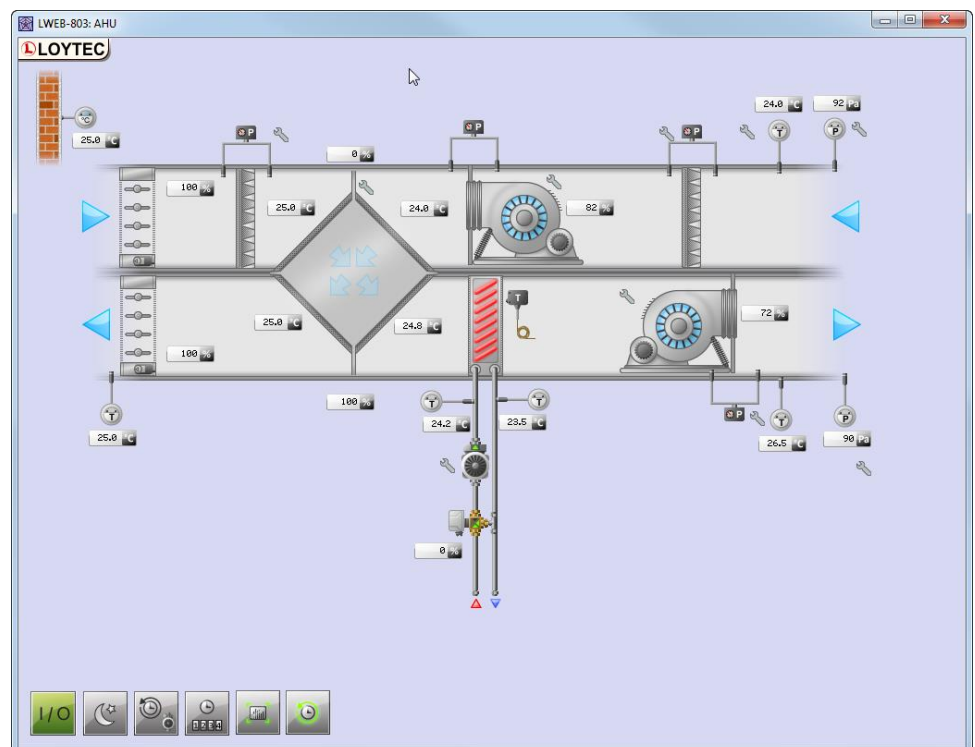 LWEB-803: AHU
LOYTEC
24.0 °C
92 Pa
°C
T
P
25.0 °C
P
P
P
0 %
100 %
25.0 °C
24.0 °C
82 %
T
25.0 °C
24.8 °C
72 %
100 %
100 %
T
T
T
P
T
P
24.2 °C
23.5 °C
25.0 °C
26.5 °C
90 Pa
0 %
I/O
1234